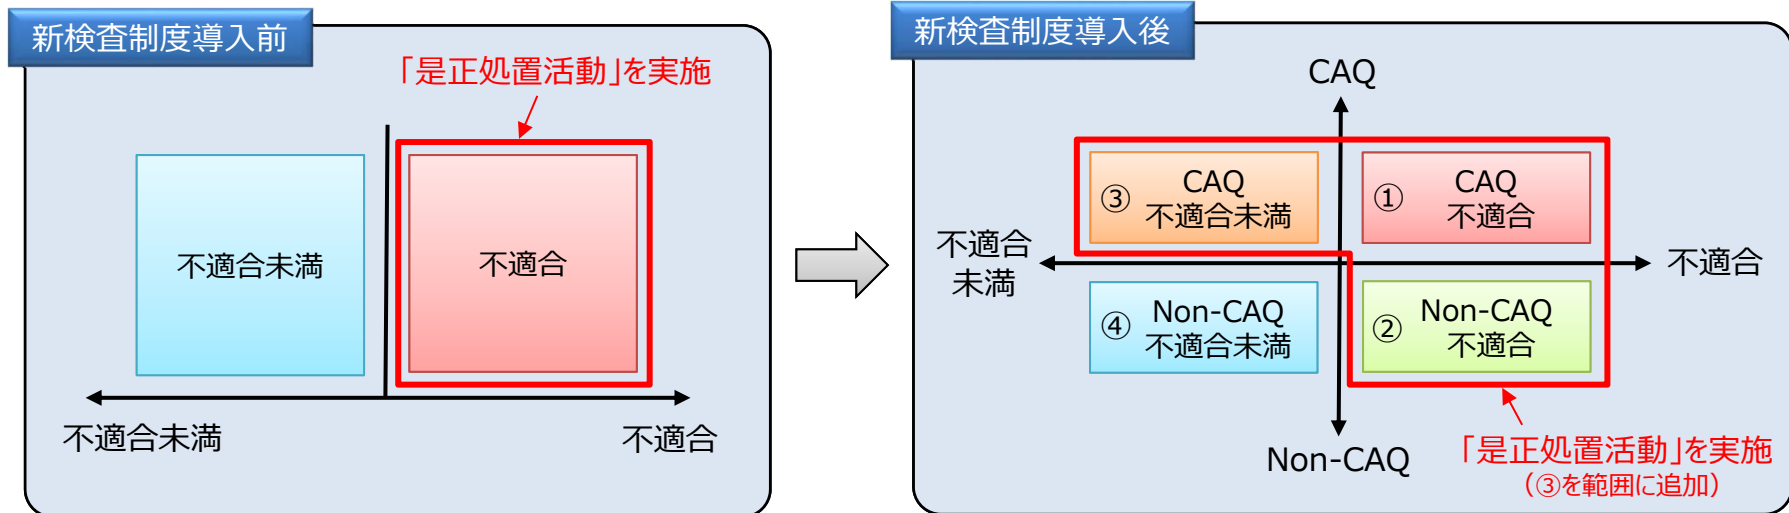 新検査制度導入前
「是正処置活動」を実施
不適合未満
不適合
不適合未満
不適合
新検査制度導入後
CAQ
③
CAQ
不適合未満
①
CAQ
不適合
不適合
未満
不適合
④
Non-CAQ
不適合未満
②
Non-CAQ
不適合
Non-CAQ
「是正処置活動」を実施
（③を範囲に追加）